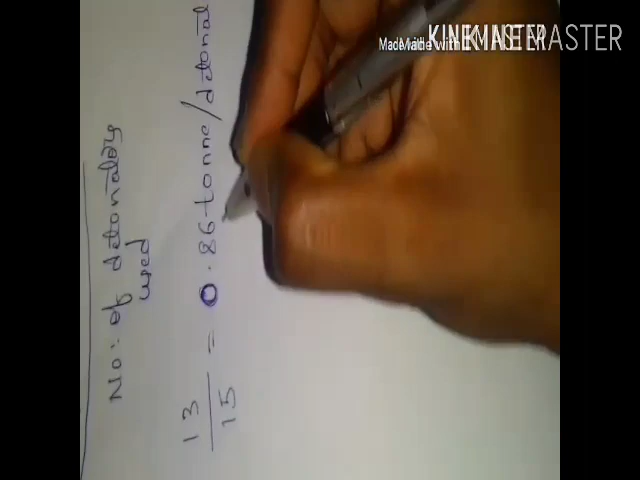 No: of detonators
used
13
15
= 0.86 tonne/detonat
Made with KINEMASTER